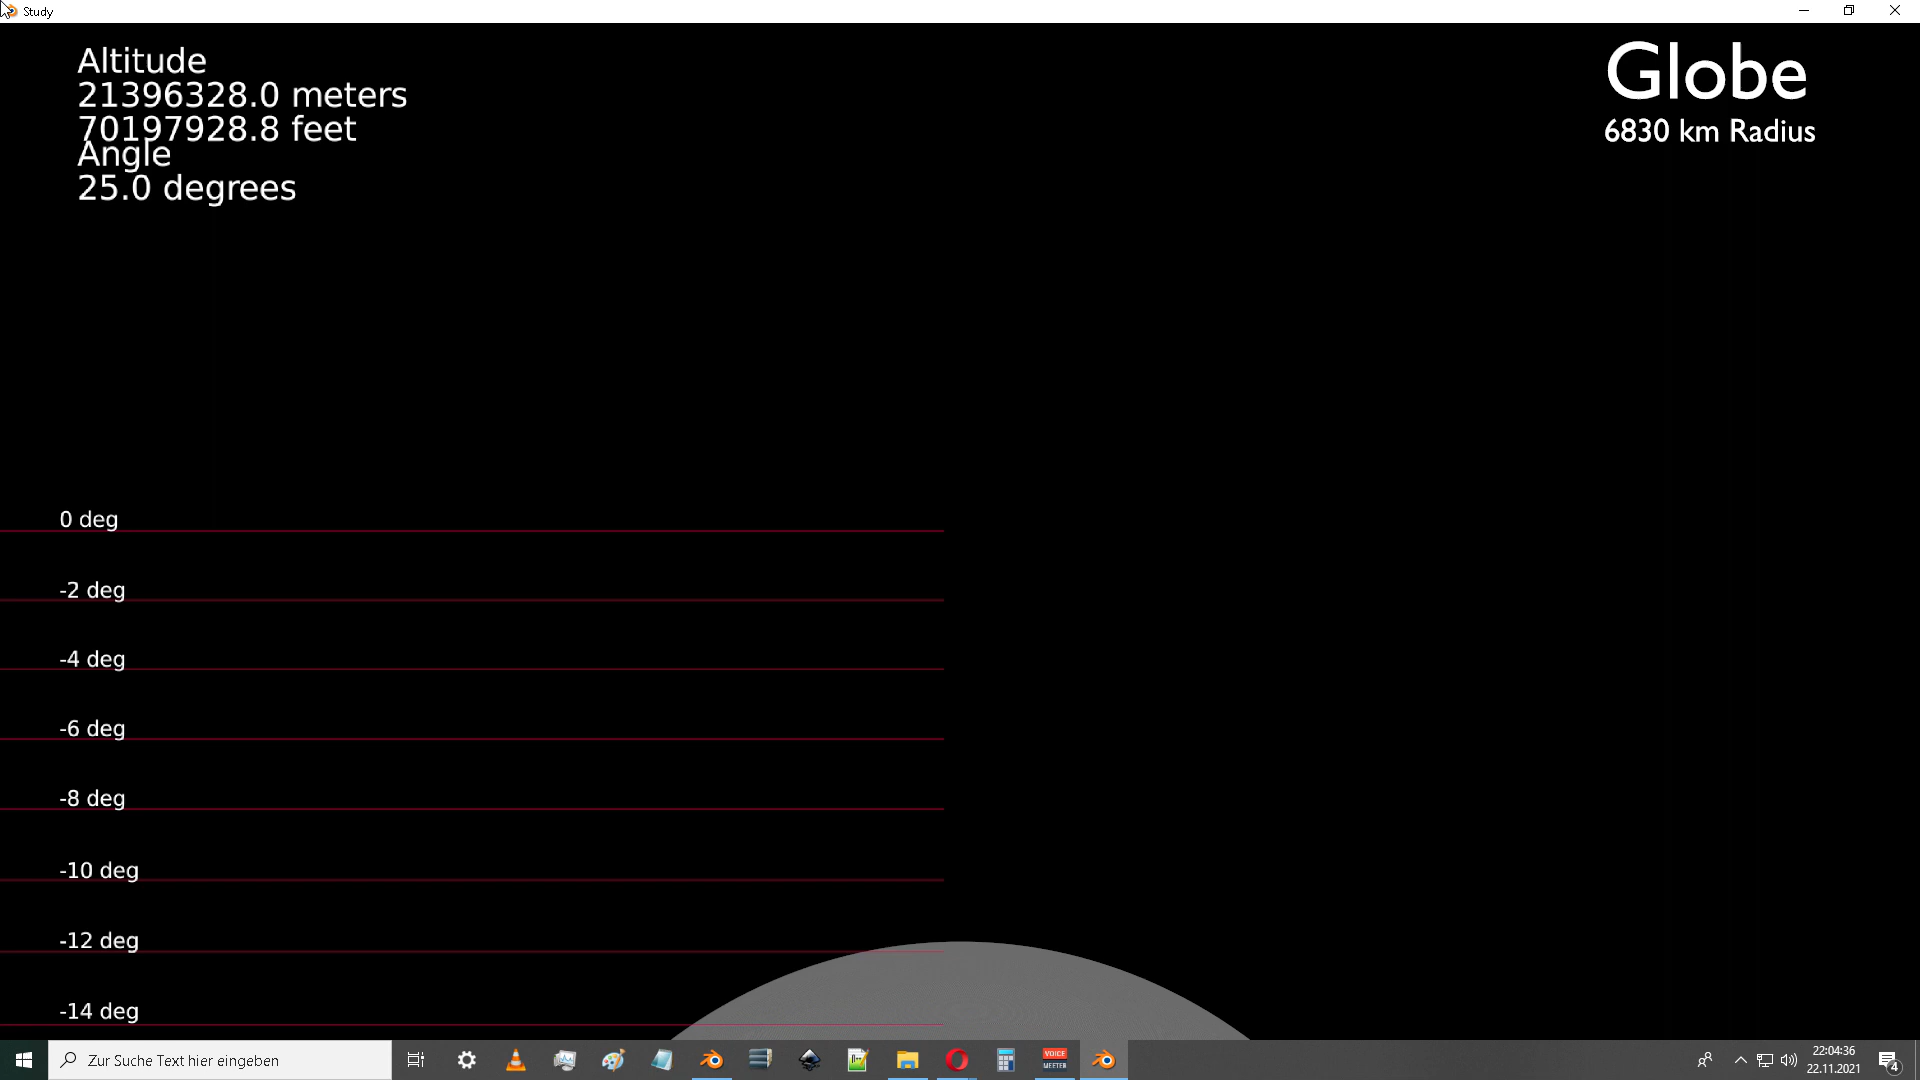 Study
Altitude
21396328.0 meters
70197928.8 feet
Angle
25.0 degrees
Globe
6830 km Radius
0 deg
-2 deg
-4 deg
-6 deg
-8 deg
-10 deg
-12 deg
-14 deg
Zur Suche Text hier eingeben
VOICE
MEETER
22:04:36
22.11.2021
4